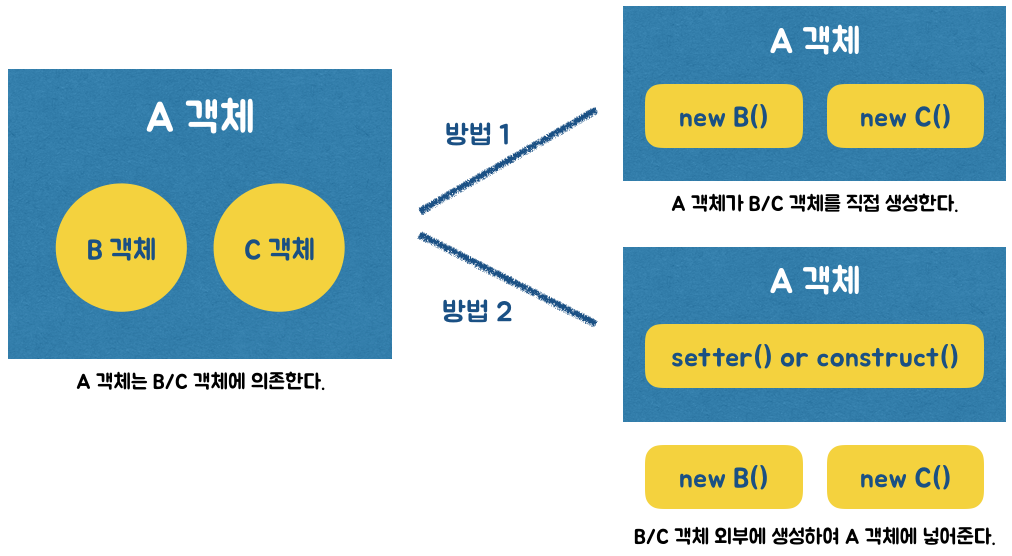 A 객체
B 객체
C 객체
A 객체는 B/C 객체에 의존한다.
방법 1
방법 2
A 객체
new B()
new C()
A 객체가 B/C 객체를 직접 생성한다.
A 객체
setter() or construct()
new B()
new C()
B/C 객체 외부에 생성하여 A 객체에 넣어준다.